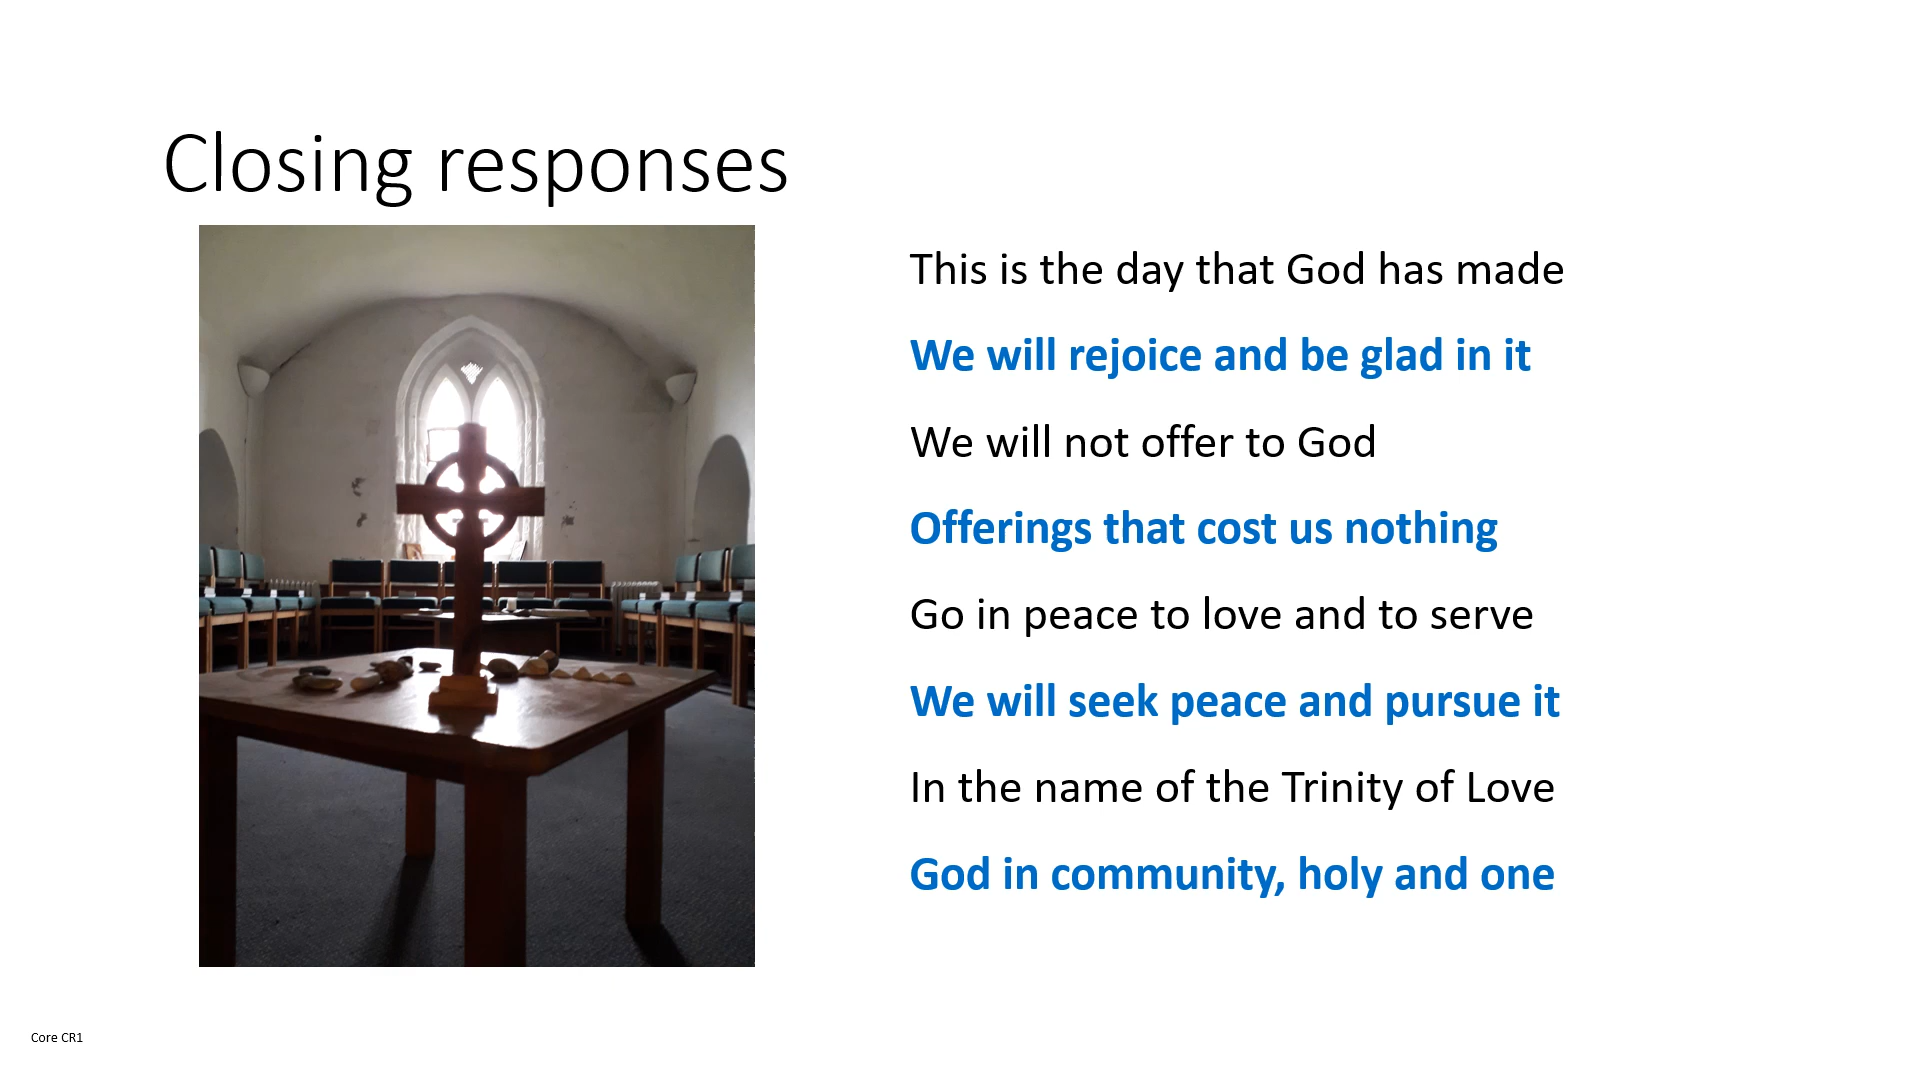 Closing responses
This is the day that God has made
We will rejoice and be glad in it
We will not offer to God
Offerings that cost us nothing
Go in peace to love and to serve
We will seek peace and pursue it
In the name of the Trinity of Love
God in community, holy and one
Core CR1